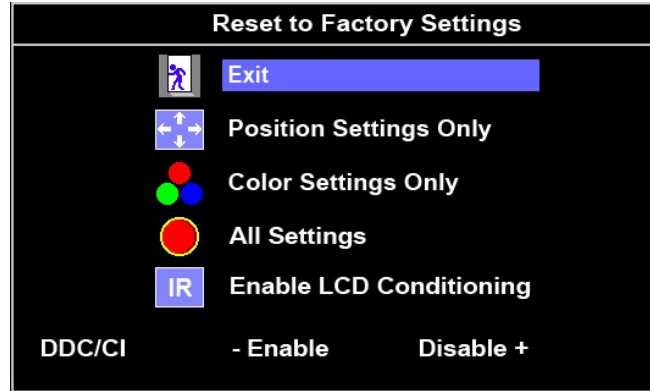 Reset to Factory Settings
Exit
Position Settings Only
Color Settings Only
All Settings
IR Enable LCD Conditioning
DDC/CI - Enable Disable +